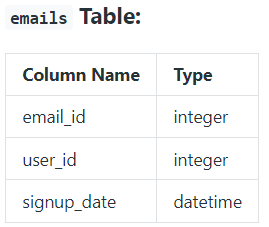 emails Table:
Column Name Type
email_id integer
user_id integer
signup_date datetime